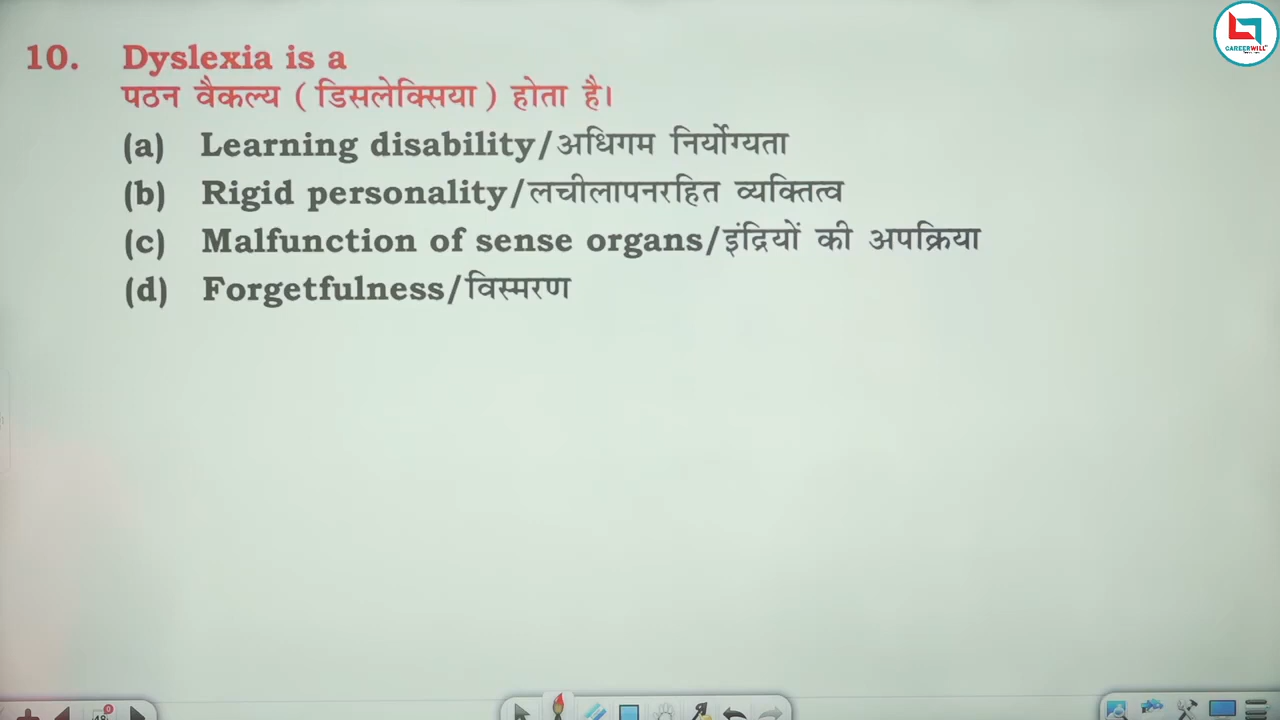 CAREERWILL
10. Dyslexia is a
पठन वैकल्य ( डिसलेक्सिया ) होता है।
(a) Learning disability/अधिगम निर्योग्यता
(b) Rigid personality/लचीलापनरहित व्यक्तित्व
(c) Malfunction of sense organs/इंद्रियों की अपक्रिया
(d) Forgetfulness/विस्मरण